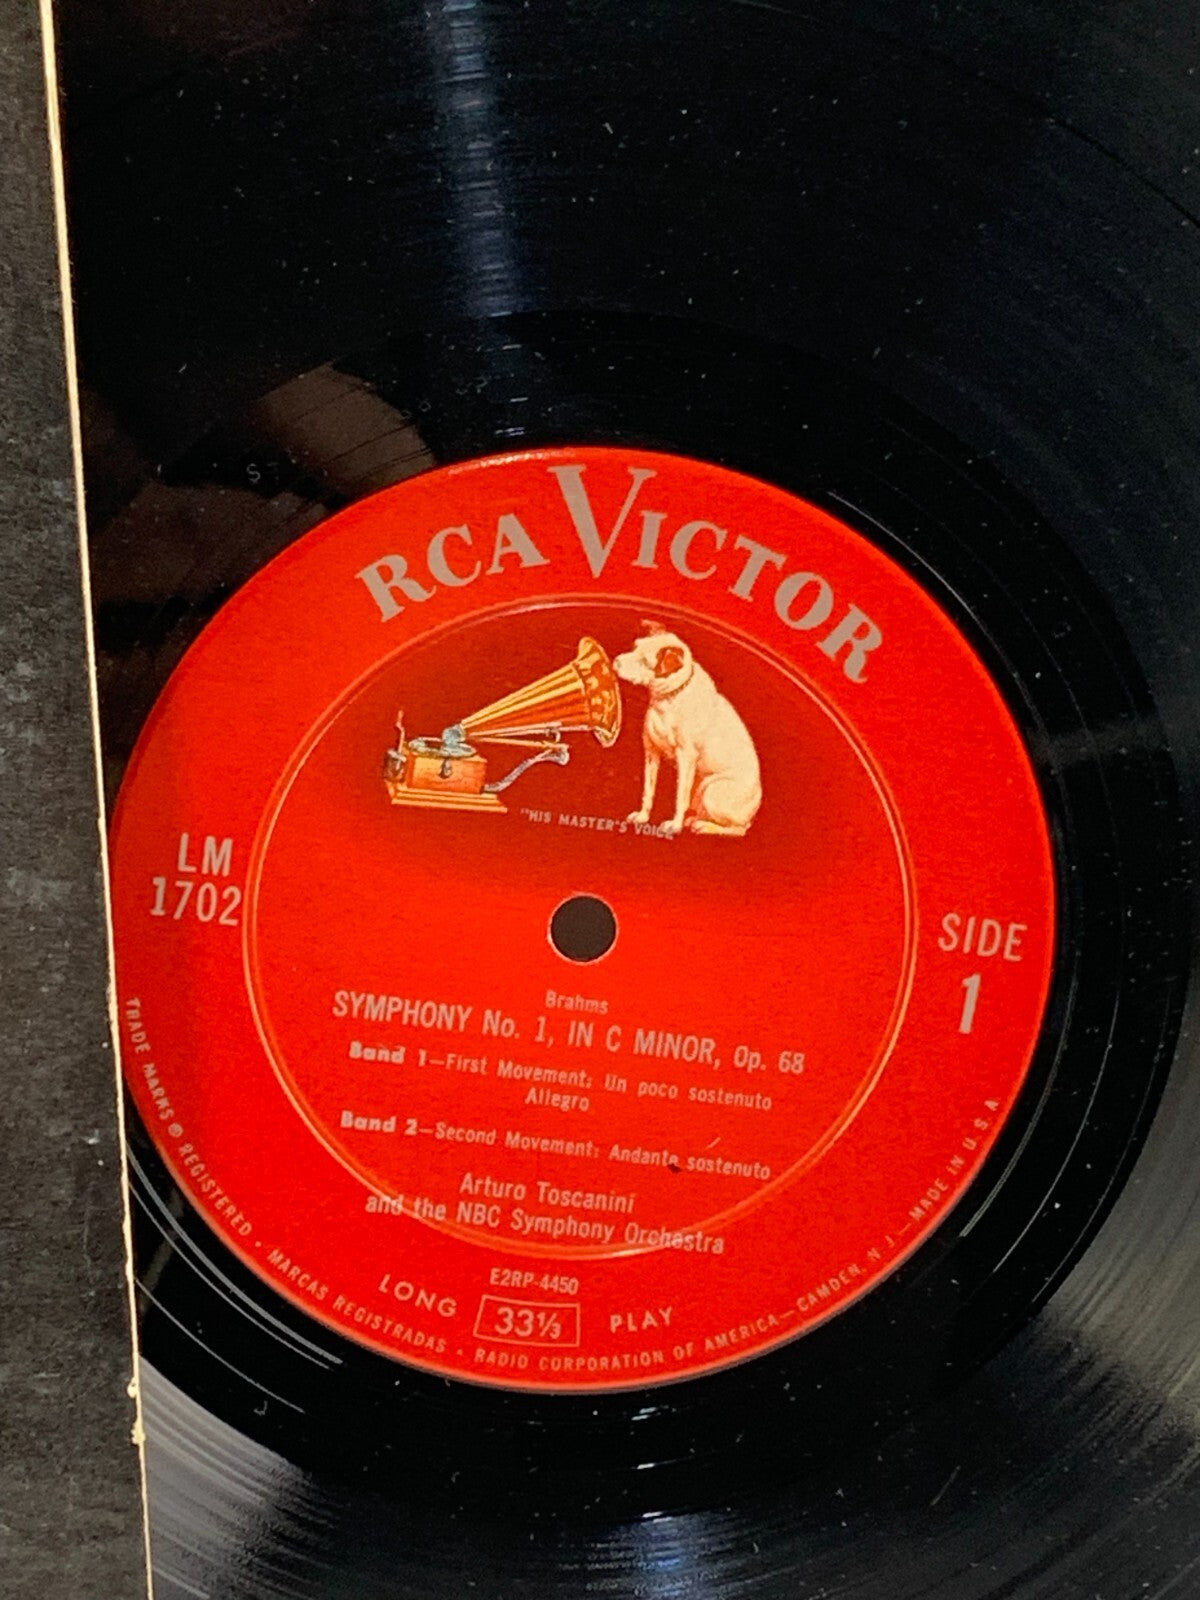 RCA VICTOR
"HIS MASTER'S VOICE"
LM
1702
SIDE
1
Brahms
SYMPHONY No. 1, IN C MINOR, Op. 68
Band 1—First Movement: Un poco sostenuto
Allegro
Band 2—Second Movement: Andante sostenuto
Arturo Toscanini
and the NBC Symphony Orchestra
E2RP-4450
LONG 33⅓ PLAY
TRADE MARKS ® REGISTERED • MARCAS REGISTRADAS • RADIO CORPORATION OF AMERICA—CAMDEN, N.J.—MADE IN U.S.A.